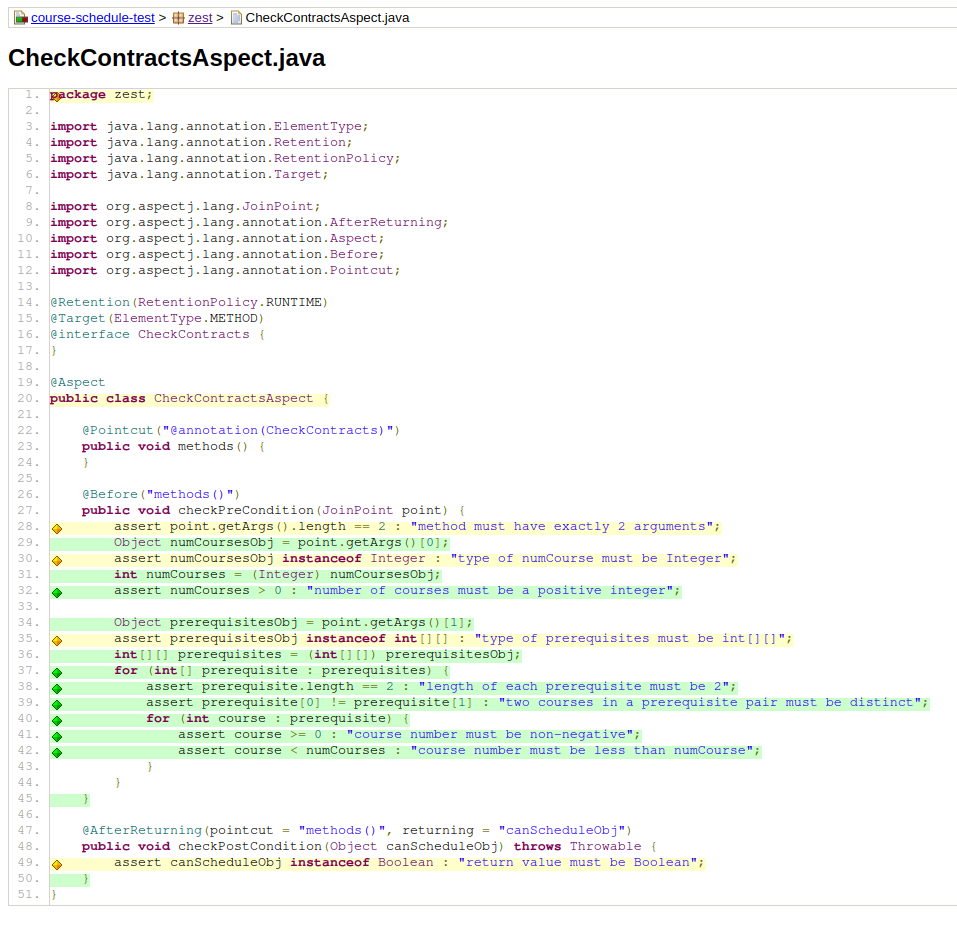 course-schedule-test > zest > CheckContractsAspect.java
CheckContractsAspect.java
1. package zest;
2.
3. import java.lang.annotation.ElementType;
4. import java.lang.annotation.Retention;
5. import java.lang.annotation.RetentionPolicy;
6. import java.lang.annotation.Target;
7.
8. import org.aspectj.lang.JoinPoint;
9. import org.aspectj.lang.annotation.AfterReturning;
10. import org.aspectj.lang.annotation.Aspect;
11. import org.aspectj.lang.annotation.Before;
12. import org.aspectj.lang.annotation.Pointcut;
13.
14. @Retention(RetentionPolicy.RUNTIME)
15. @Target(ElementType.METHOD)
16. @interface CheckContracts {
17. }
18.
19. @Aspect
20. public class CheckContractsAspect {
21.
22.     @Pointcut("@annotation(CheckContracts)")
23.     public void methods() {
24.     }
25.
26.     @Before("methods()")
27.     public void checkPreCondition(JoinPoint point) {
28.         assert point.getArgs().length == 2 : "method must have exactly 2 arguments";
29.         Object numCoursesObj = point.getArgs()[0];
30.         assert numCoursesObj instanceof Integer : "type of numCourse must be Integer";
31.         int numCourses = (Integer) numCoursesObj;
32.         assert numCourses > 0 : "number of courses must be a positive integer";
33.
34.         Object prerequisitesObj = point.getArgs()[1];
35.         assert prerequisitesObj instanceof int[][] : "type of prerequisites must be int[][]";
36.         int[][] prerequisites = (int[][]) prerequisitesObj;
37.         for (int[] prerequisite : prerequisites) {
38.             assert prerequisite.length == 2 : "length of each prerequisite must be 2";
39.             assert prerequisite[0] != prerequisite[1] : "two courses in a prerequisite pair must be distinct";
40.             for (int course : prerequisite) {
41.                 assert course >= 0 : "course number must be non-negative";
42.                 assert course < numCourses : "course number must be less than numCourse";
43.             }
44.         }
45.     }
46.
47.     @AfterReturning(pointcut = "methods()", returning = "canScheduleObj")
48.     public void checkPostCondition(Object canScheduleObj) throws Throwable {
49.         assert canScheduleObj instanceof Boolean : "return value must be Boolean";
50.     }
51. }